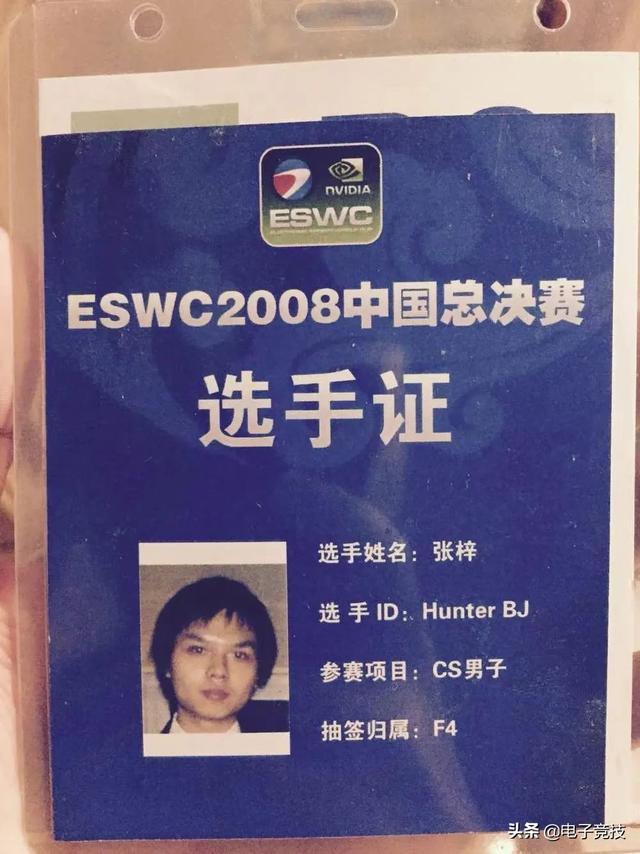 NVIDIA
ESWC
ESWC2008中国总决赛
选手证
选手姓名：张梓
选 手 ID：Hunter BJ
参赛项目：CS男子
抽签归属：F4
头条 @电子竞技